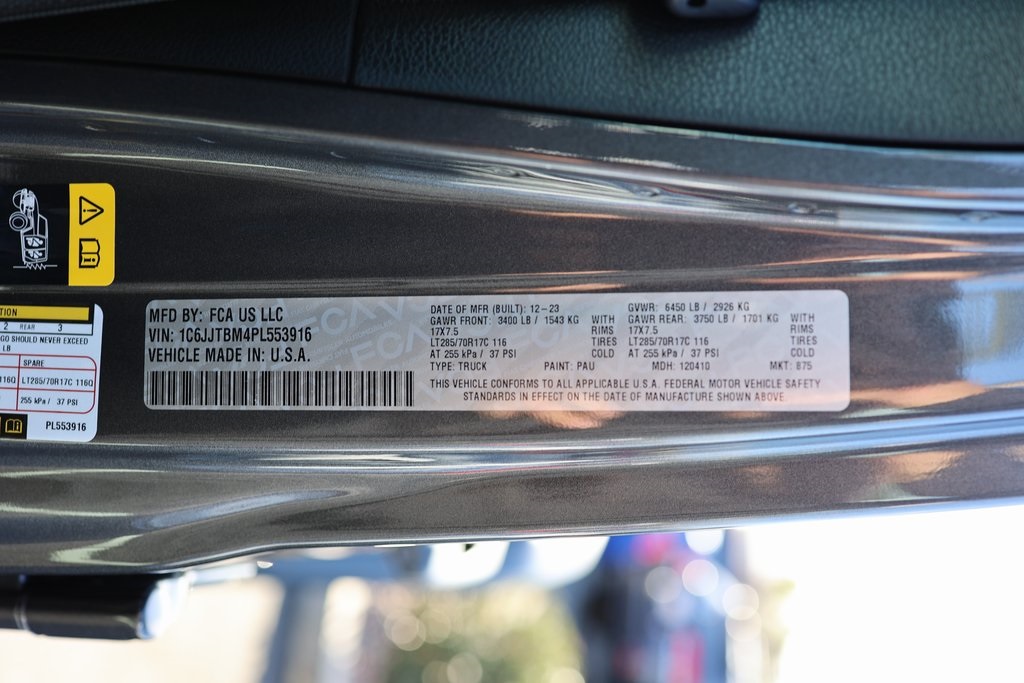 TION
2 REAR 3
GO SHOULD NEVER EXCEED
LB
SPARE
116Q LT285/70R17C 116Q
255 kPa / 37 PSI
PL553916
MFD BY: FCA US LLC
VIN: 1C6JJTBM4PL553916
VEHICLE MADE IN: U.S.A.
DATE OF MFR (BUILT): 12-23
GAWR FRONT: 3400 LB / 1543 KG WITH
17X7.5 RIMS
LT285/70R17C 116 TIRES
AT 255 kPa / 37 PSI COLD
GVWR: 6450 LB / 2926 KG
GAWR REAR: 3750 LB / 1701 KG WITH
17X7.5 RIMS
LT285/70R17C 116 TIRES
AT 255 kPa / 37 PSI COLD
TYPE: TRUCK PAINT: PAU MDH: 120410 MKT: 875
THIS VEHICLE CONFORMS TO ALL APPLICABLE U.S.A. FEDERAL MOTOR VEHICLE SAFETY
STANDARDS IN EFFECT ON THE DATE OF MANUFACTURE SHOWN ABOVE.